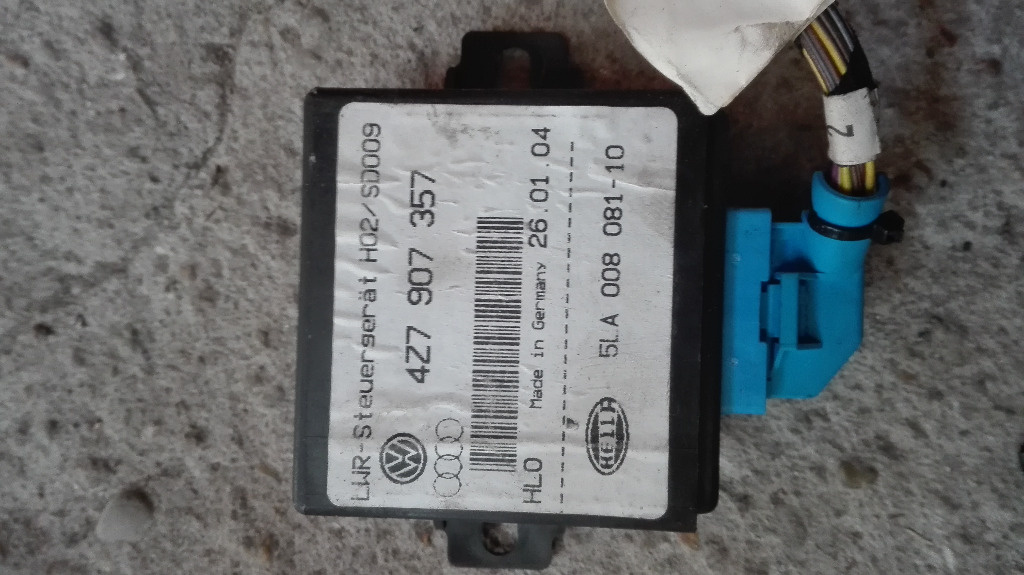 LWR-Steuergerät H02/SD009
4Z7 907 357
HLO Made in Germany 26.01.04
5LA 008 081-10
HELLA
2